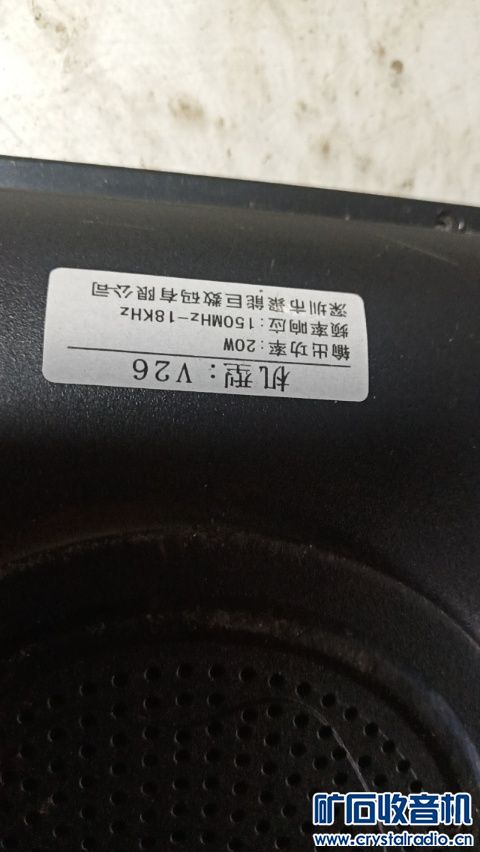 机型：V26
输出功率：20W
频率响应：150MHz-18KHz
深圳市聚能巨数码有限公司
矿石收音机
www.crystalradio.cn